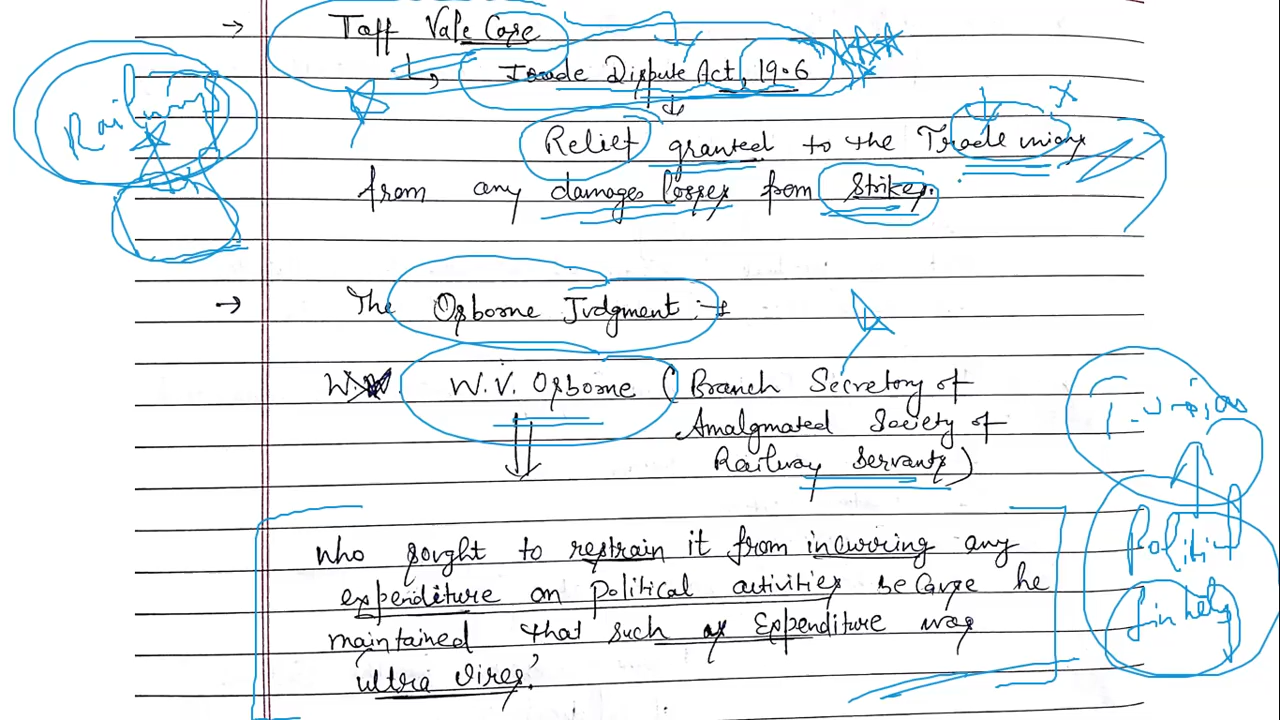 → Taff Vale Case
↳ Trade Dispute Act, 1906
↓
Relief granted to the Trade unions
from any damages losses from strikes.
Railway
→ The Osborne Judgment :→
W.V. Osborne (Branch Secretory of
Amalgmated Society of
Railway Servants)
who sought to restrain it from incurring any
expenditure on political activities because he
maintained that such as Expenditure was
'ultra vires'.
T-Union
Political